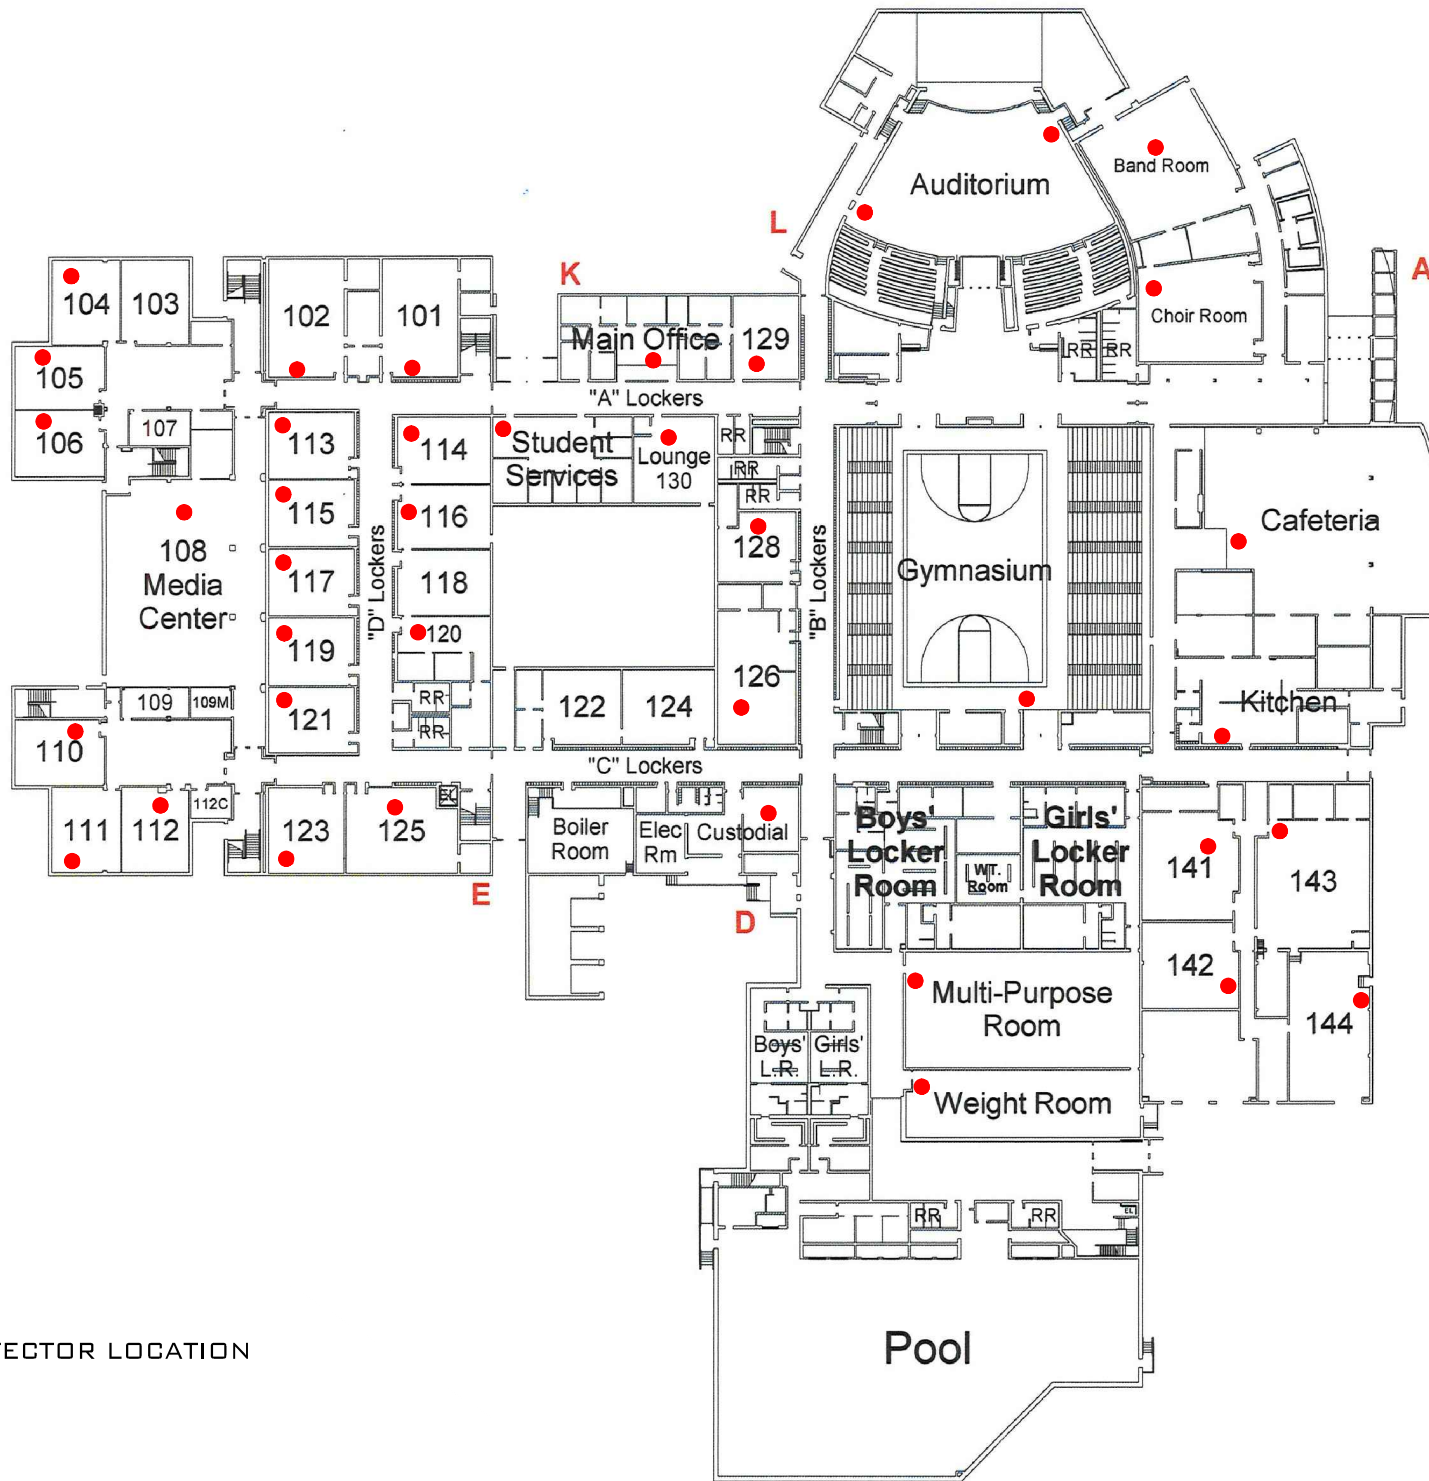 Auditorium
Band Room
L
K
A
104
103
102
101
Main Office
129
Choir Room
RR
RR
105
"A" Lockers
106
107
113
114
Student
Services
Lounge
130
RR
RR
RR
115
116
108
Media
Center
117
118
"D" Lockers
128
"B" Lockers
Gymnasium
Cafeteria
119
120
121
RR
RR
109
109M
122
124
126
Kitchen
110
"C" Lockers
111
112
112C
123
125
Boiler
Room
Elec
Rm
Custodial
Boys'
Locker
Room
WT.
Room
Girls'
Locker
Room
141
143
E
D
142
144
Multi-Purpose
Room
Boys'
L.R.
Girls'
L.R.
Weight Room
RR
RR
EL
Pool
TECTOR LOCATION